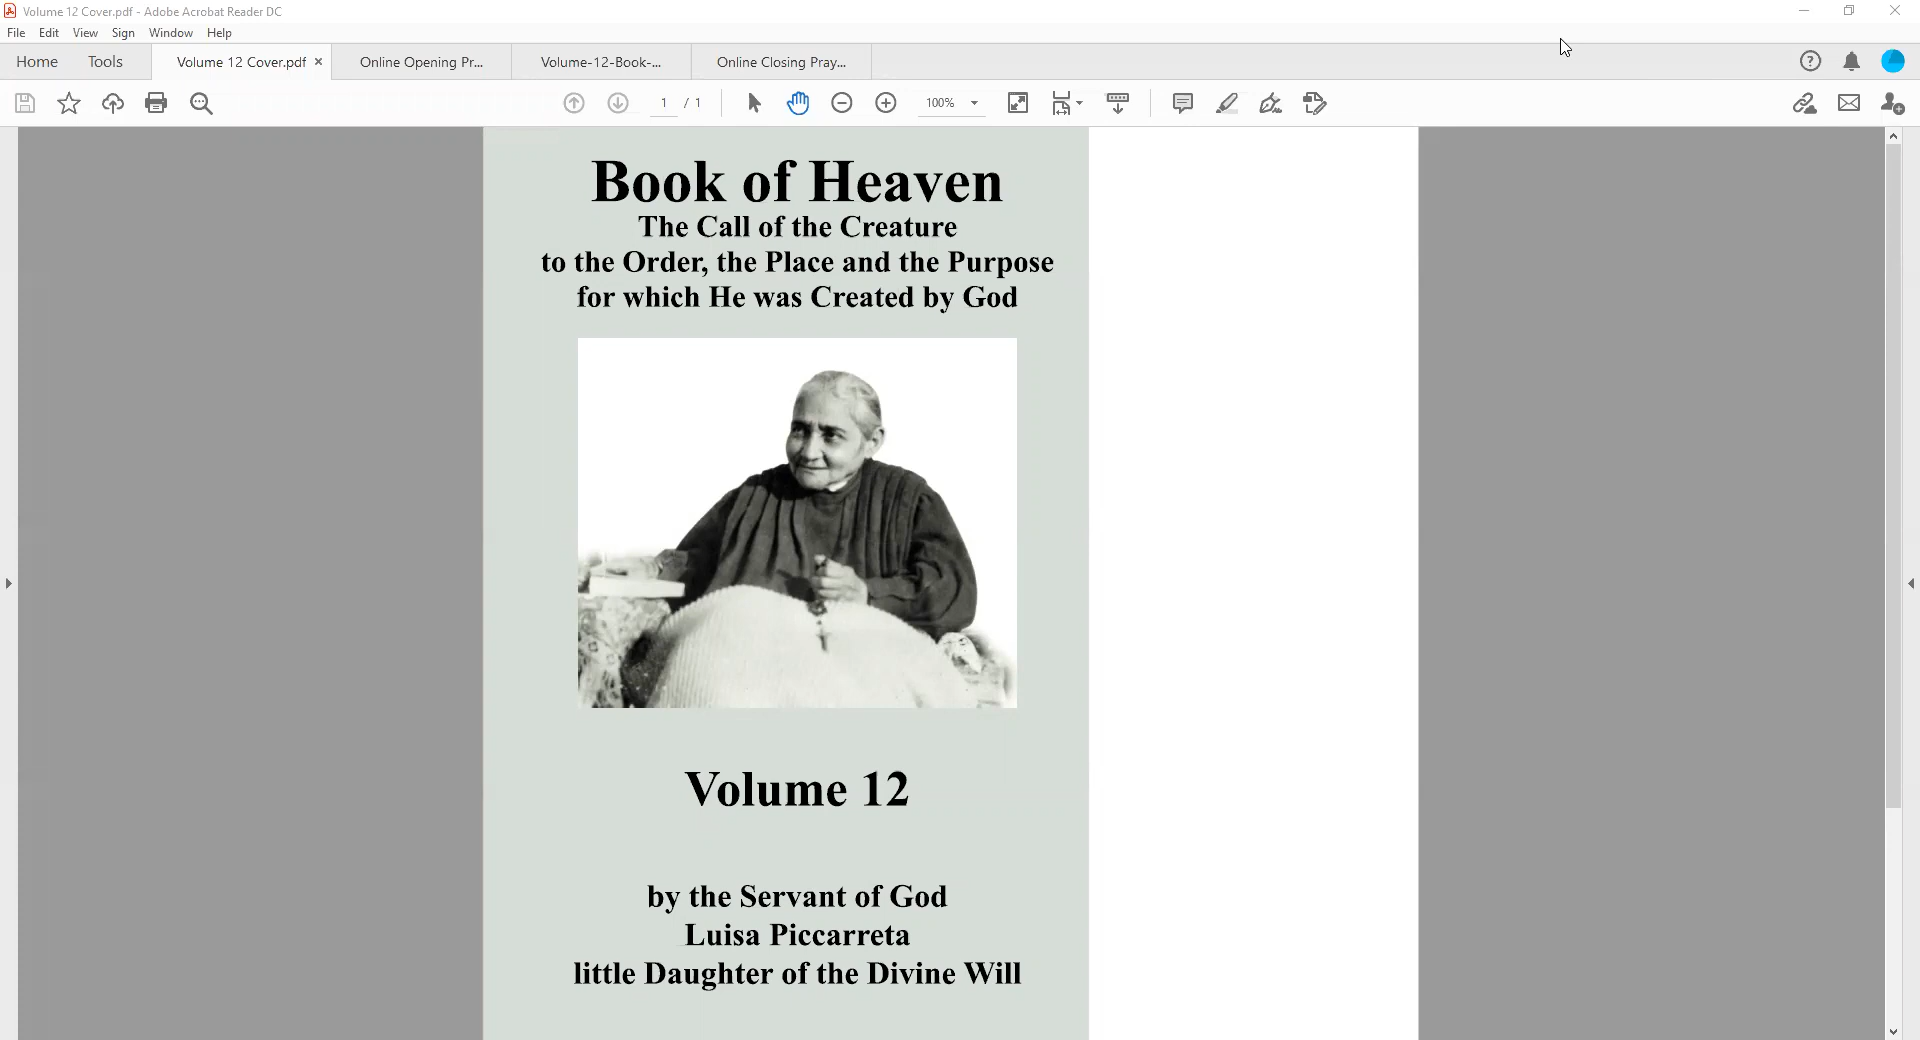 Volume 12 Cover.pdf - Adobe Acrobat Reader DC
File Edit View Sign Window Help
Home Tools Volume 12 Cover.pdf × Online Opening Pr... Volume-12-Book-... Online Closing Pray...
1 / 1 100%
Book of Heaven
The Call of the Creature
to the Order, the Place and the Purpose
for which He was Created by God
Volume 12
by the Servant of God
Luisa Piccarreta
little Daughter of the Divine Will